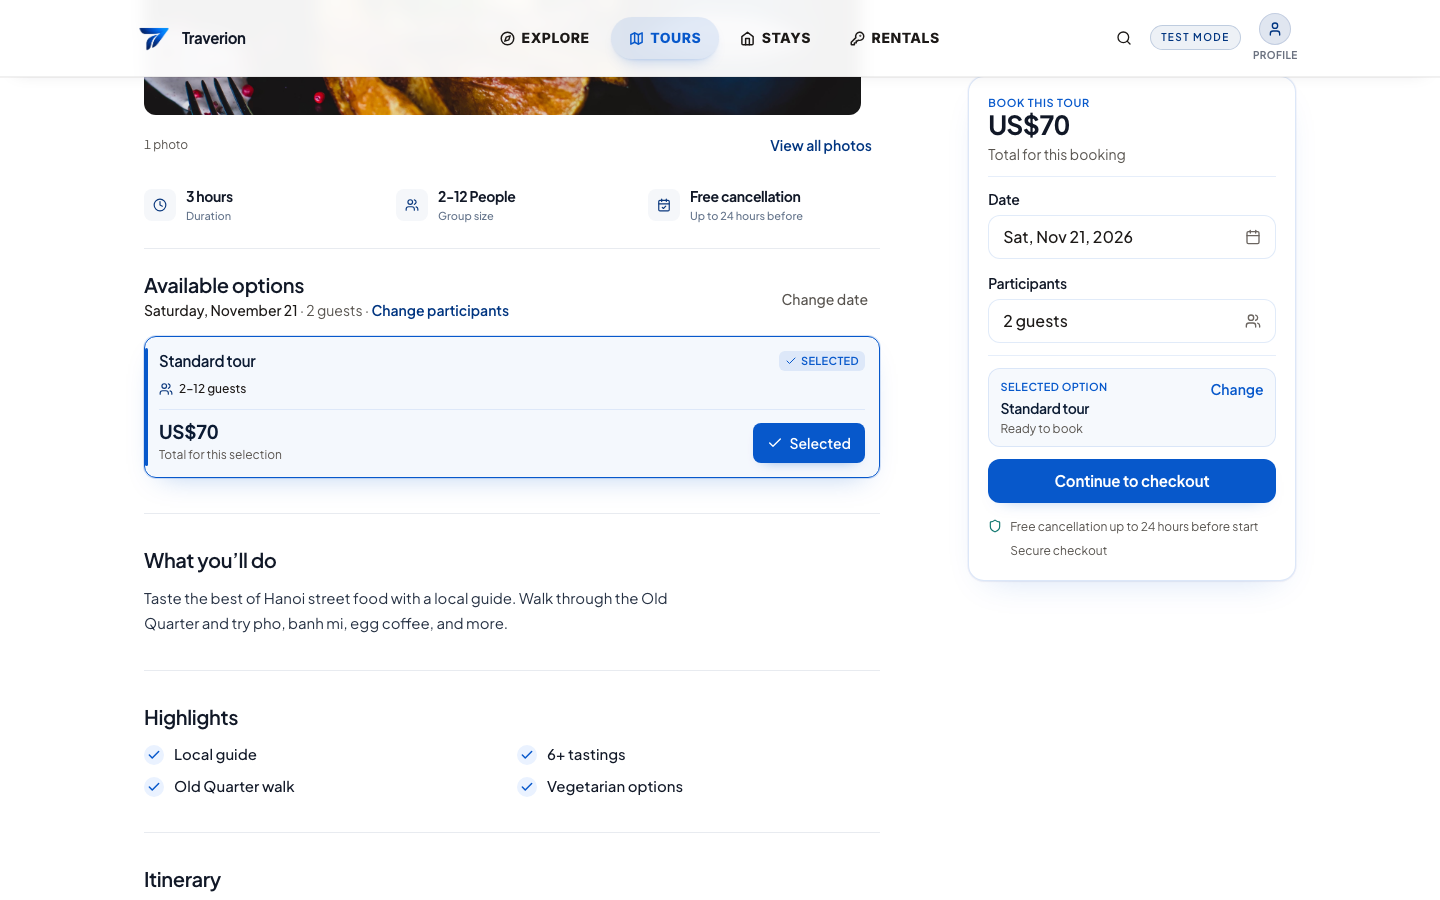 Traverion
EXPLORE
TOURS
STAYS
RENTALS
TEST MODE
PROFILE
1 photo
View all photos
3 hours
Duration
2–12 People
Group size
Free cancellation
Up to 24 hours before
Available options
Saturday, November 21 · 2 guests · Change participants
Change date
Standard tour
SELECTED
2–12 guests
US$70
Total for this selection
Selected
What you’ll do
Taste the best of Hanoi street food with a local guide. Walk through the Old
Quarter and try pho, banh mi, egg coffee, and more.
Highlights
Local guide
6+ tastings
Old Quarter walk
Vegetarian options
Itinerary
BOOK THIS TOUR
US$70
Total for this booking
Date
Sat, Nov 21, 2026
Participants
2 guests
SELECTED OPTION
Change
Standard tour
Ready to book
Continue to checkout
Free cancellation up to 24 hours before start
Secure checkout